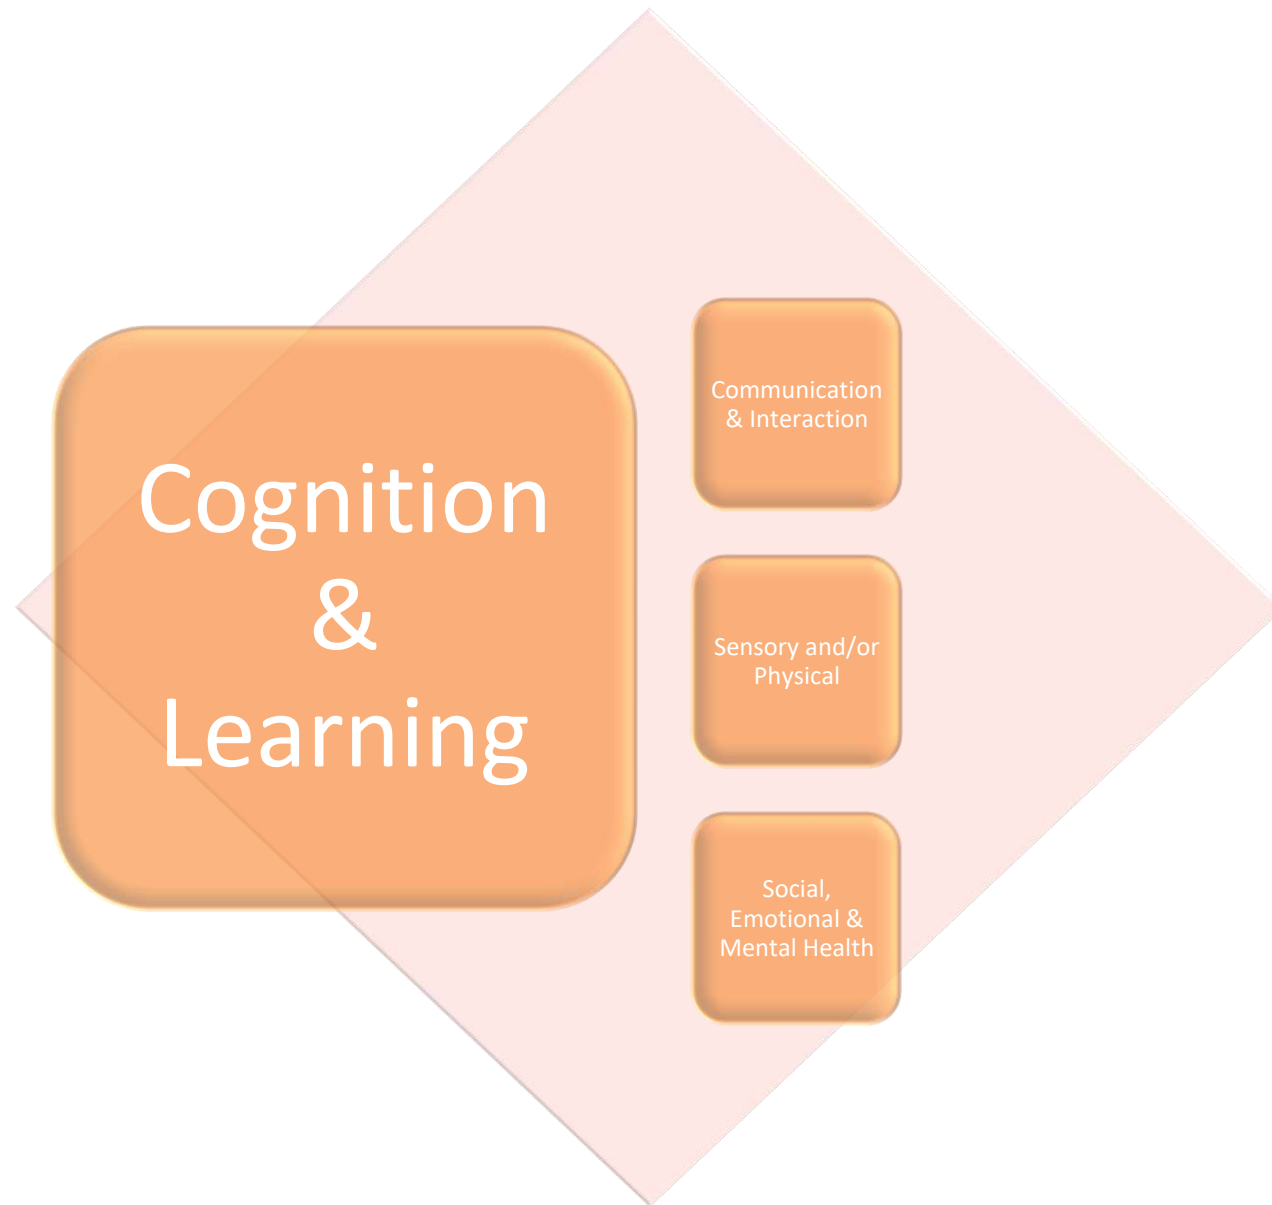 Cognition
&
Learning
Communication
& Interaction
Sensory and/or
Physical
Social,
Emotional &
Mental Health